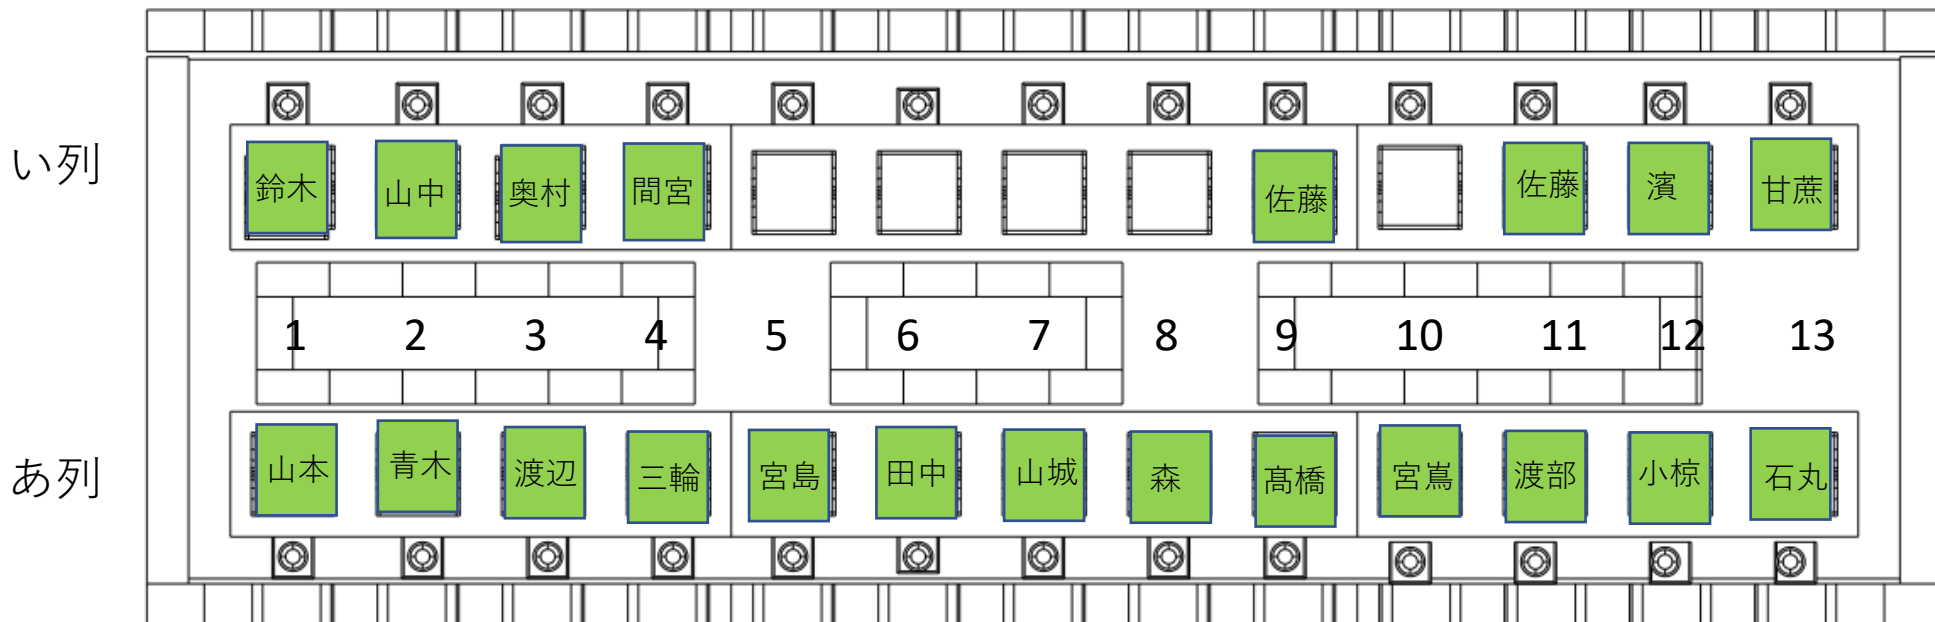 い列
鈴木 山中 奥村 間宮 佐藤 佐藤 濱 甘蔗
1 2 3 4 5 6 7 8 9 10 11 12 13
あ列
山本 青木 渡辺 三輪 宮島 田中 山城 森 髙橋 宮嶌 渡部 小椋 石丸